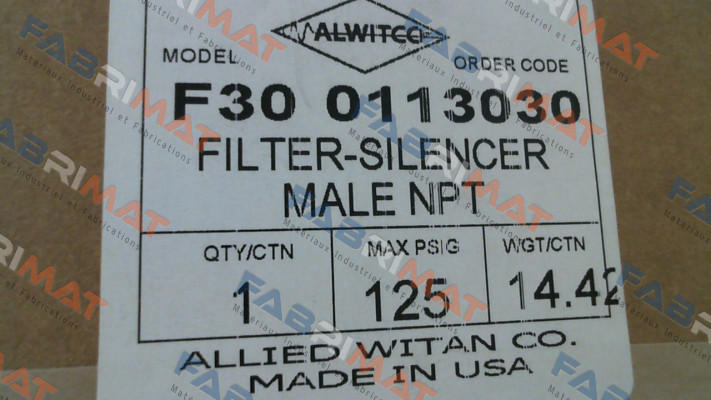 ALWITCO
MODEL
ORDER CODE
F30 0113030
FILTER-SILENCER
MALE NPT
QTY/CTN
MAX PSIG
WGT/CTN
1
125
14.42
ALLIED WITAN CO.
MADE IN USA
FABRIMAT
Materiaux Industriel et Fabrications